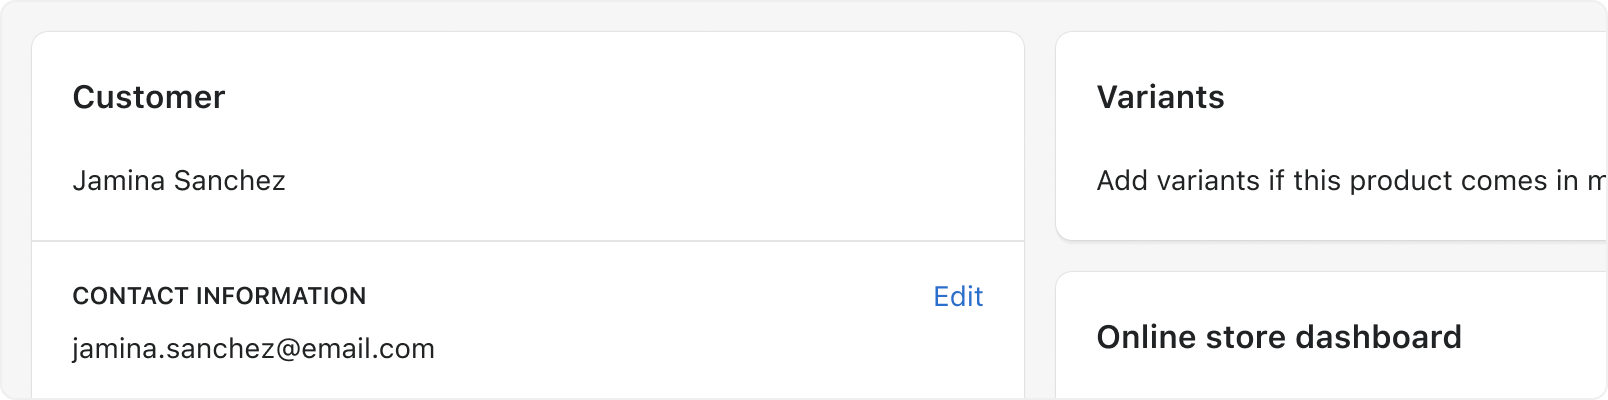 Customer
Jamina Sanchez
CONTACT INFORMATION
Edit
jamina.sanchez@email.com
Variants
Add variants if this product comes in
Online store dashboard